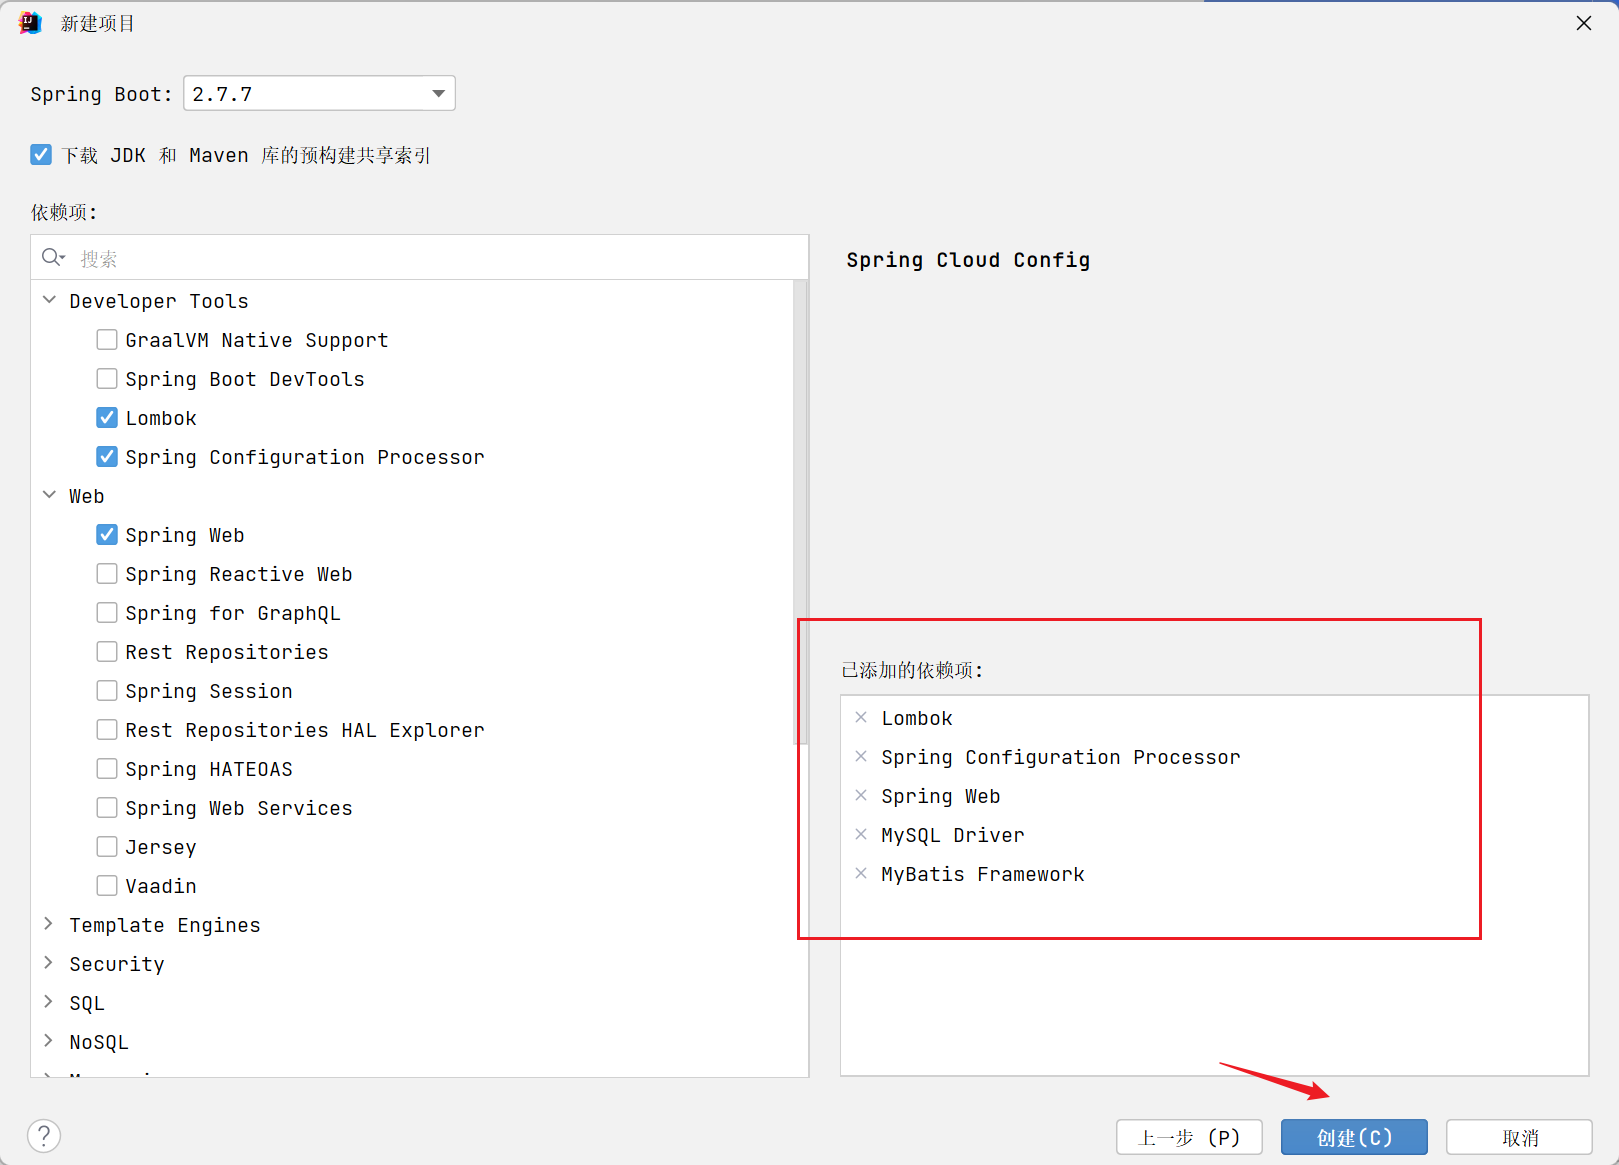 新建项目
Spring Boot: 2.7.7
下载 JDK 和 Maven 库的预构建共享索引
依赖项:
搜索
Developer Tools
GraalVM Native Support
Spring Boot DevTools
Lombok
Spring Configuration Processor
Web
Spring Web
Spring Reactive Web
Spring for GraphQL
Rest Repositories
Spring Session
Rest Repositories HAL Explorer
Spring HATEOAS
Spring Web Services
Jersey
Vaadin
Template Engines
Security
SQL
NoSQL
Spring Cloud Config
已添加的依赖项:
Lombok
Spring Configuration Processor
Spring Web
MySQL Driver
MyBatis Framework
?
上一步 (P)
创建(C)
取消